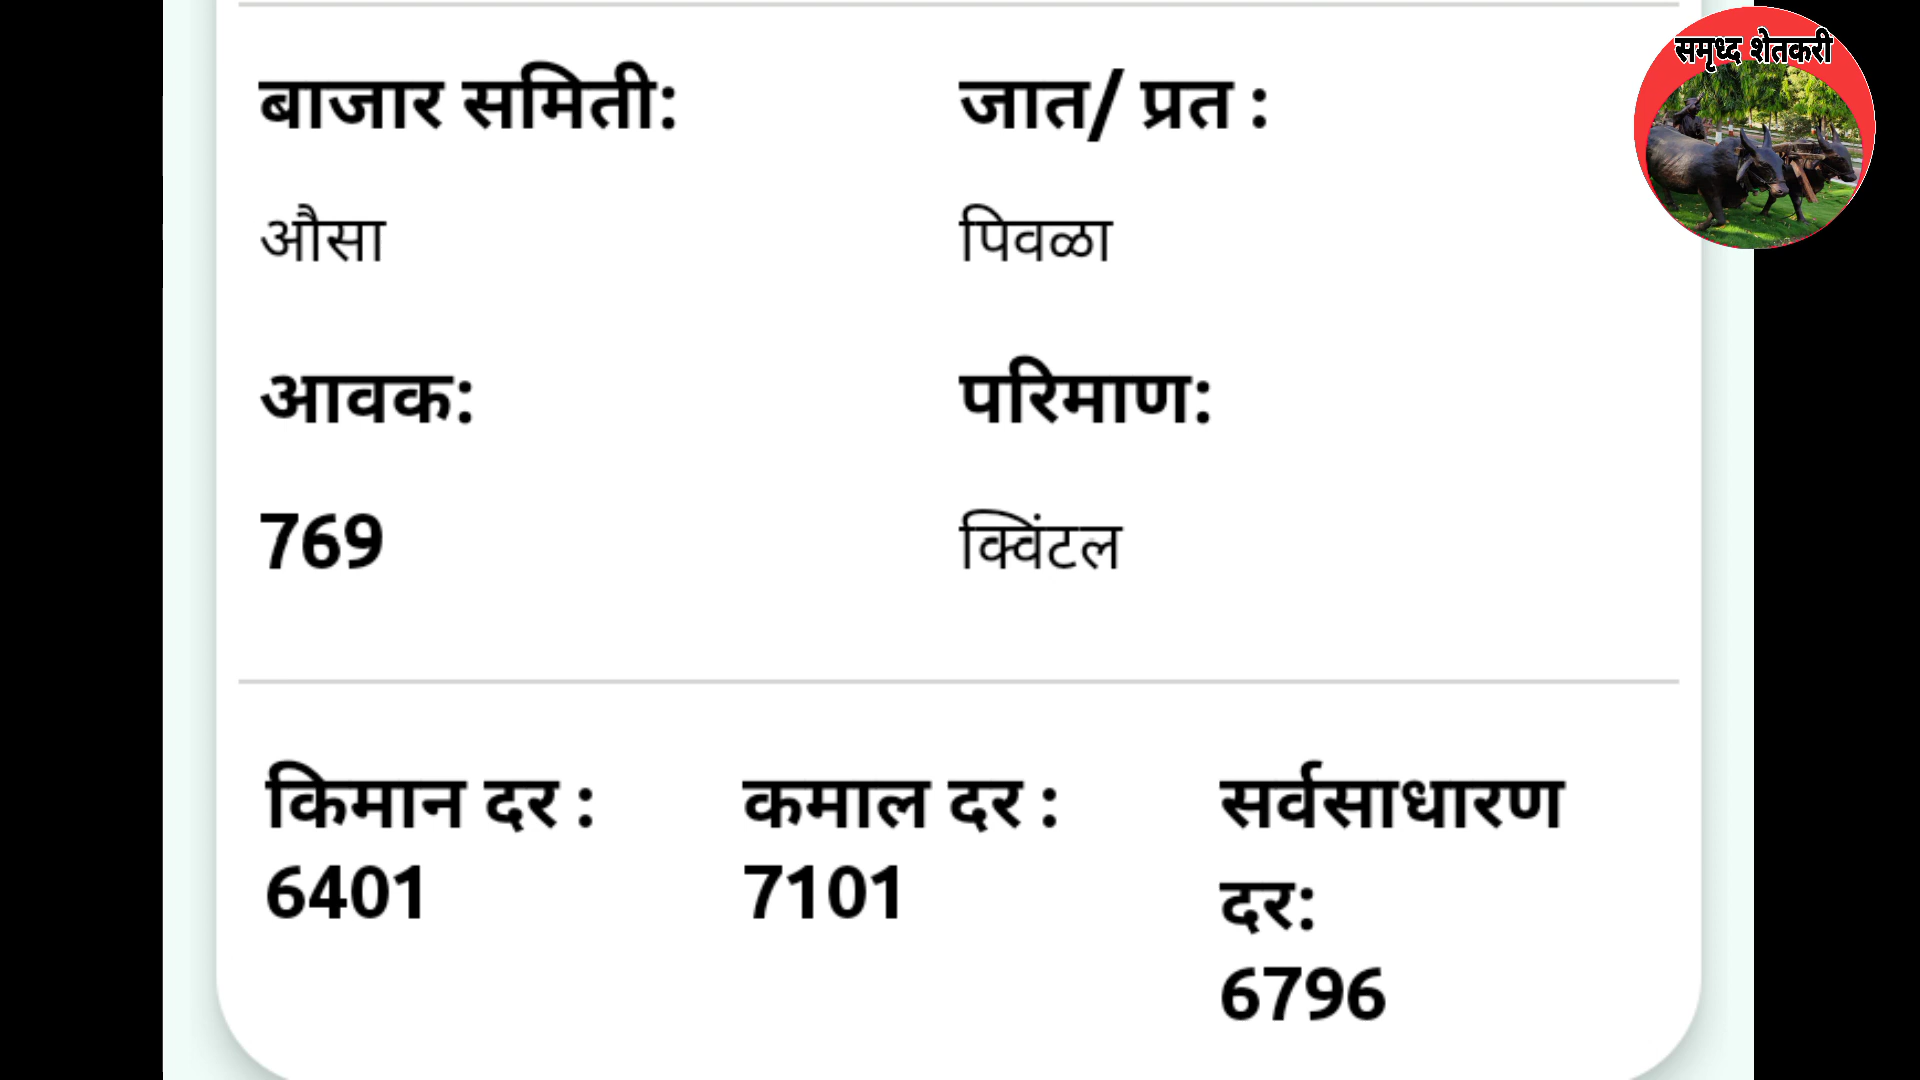 समृध्द शेतकरी
बाजार समिती:
जात/ प्रत :
औसा
पिवळा
आवक:
परिमाण:
769
क्विंटल
किमान दर :
6401
कमाल दर :
7101
सर्वसाधारण
दर:
6796